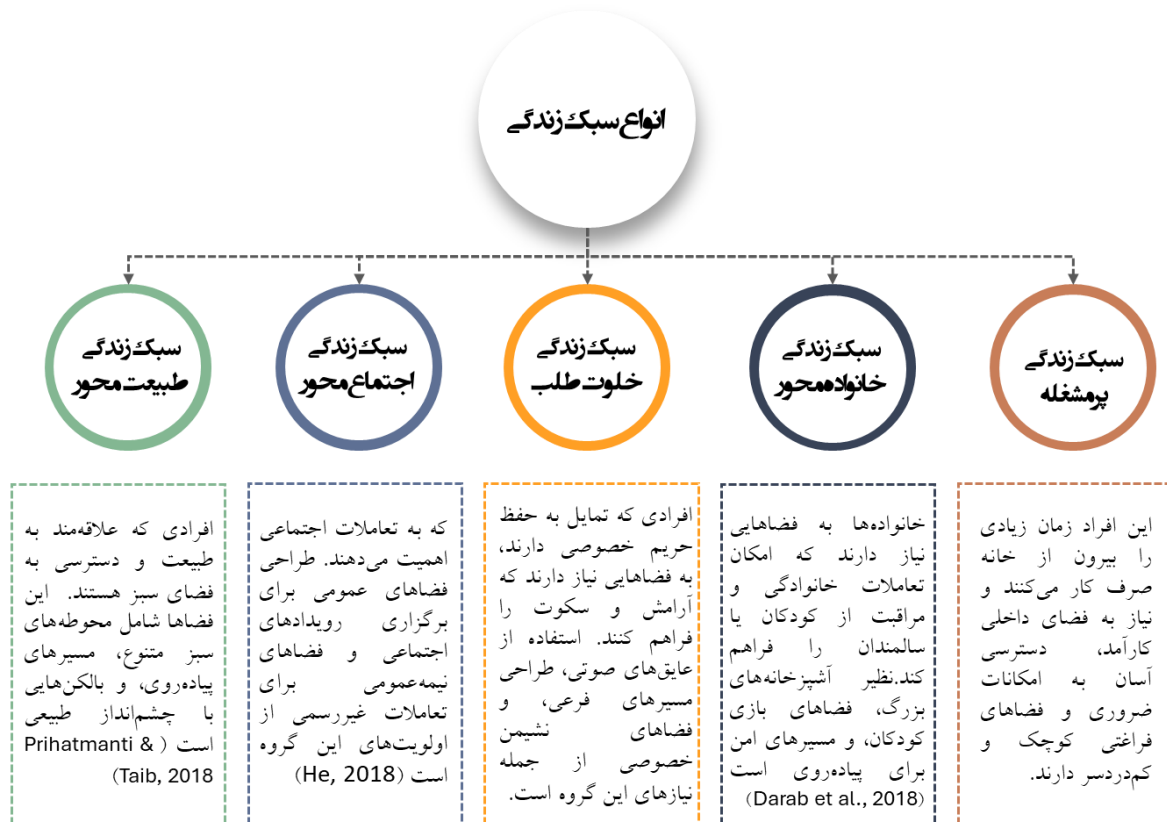 انواع سبک زندگی
سبک زندگی
پرمشغله
سبک زندگی
خانواده‌محور
سبک زندگی
خلوت طلب
سبک زندگی
اجتماع محور
سبک زندگی
طبیعت محور
این افراد زمان زیادی
را بیرون از خانه
صرف کار می‌کنند و
نیاز به فضای داخلی
کارآمد، دسترسی
آسان به امکانات
ضروری و فضاهای
فراغتی کوچک و
کم‌دردسر دارند.
خانواده‌ها به فضاهایی
نیاز دارند که امکان
تعاملات خانوادگی و
مراقبت از کودکان یا
سالمندان را فراهم
کند.نظیر آشپزخانه‌های
بزرگ، فضاهای بازی
کودکان، و مسیرهای امن
برای پیاده‌روی است
(Darab et al., 2018)
افرادی که تمایل به حفظ
حریم خصوصی دارند،
به فضاهایی نیاز دارند که
آرامش و سکوت را
فراهم کنند. استفاده از
عایق‌های صوتی، طراحی
مسیرهای فرعی، و
فضاهای نشیمن
خصوصی از جمله
نیازهای این گروه است.
که به تعاملات اجتماعی
اهمیت می‌دهند. طراحی
فضاهای عمومی برای
برگزاری رویدادهای
اجتماعی و فضاهای
نیمه‌عمومی برای
تعاملات غیررسمی از
اولویت‌های این گروه
است (He, 2018)
افرادی که علاقه‌مند به
طبیعت و دسترسی به
فضای سبز هستند. این
فضاها شامل محوطه‌های
سبز متنوع، مسیرهای
پیاده‌روی، و بالکن‌هایی
با چشم‌انداز طبیعی
است (Prihatmanti &
Taib, 2018)